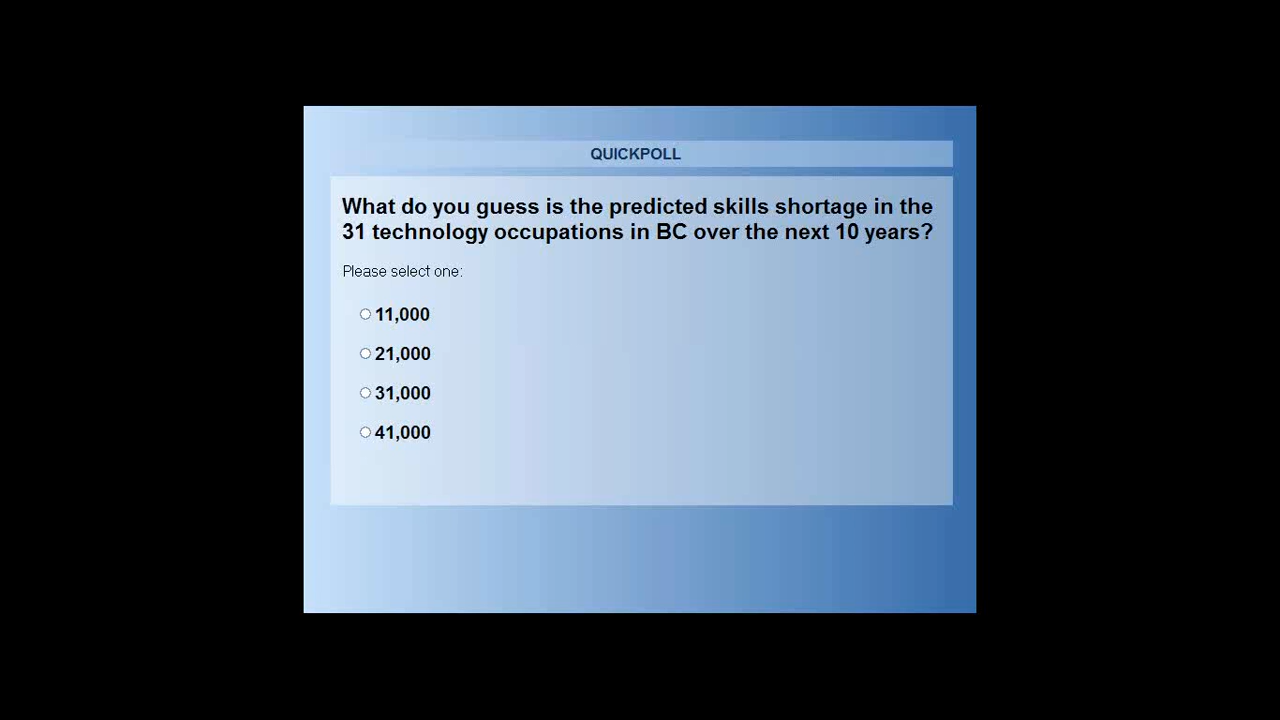 QUICKPOLL
What do you guess is the predicted skills shortage in the
31 technology occupations in BC over the next 10 years?
Please select one:
11,000
21,000
31,000
41,000